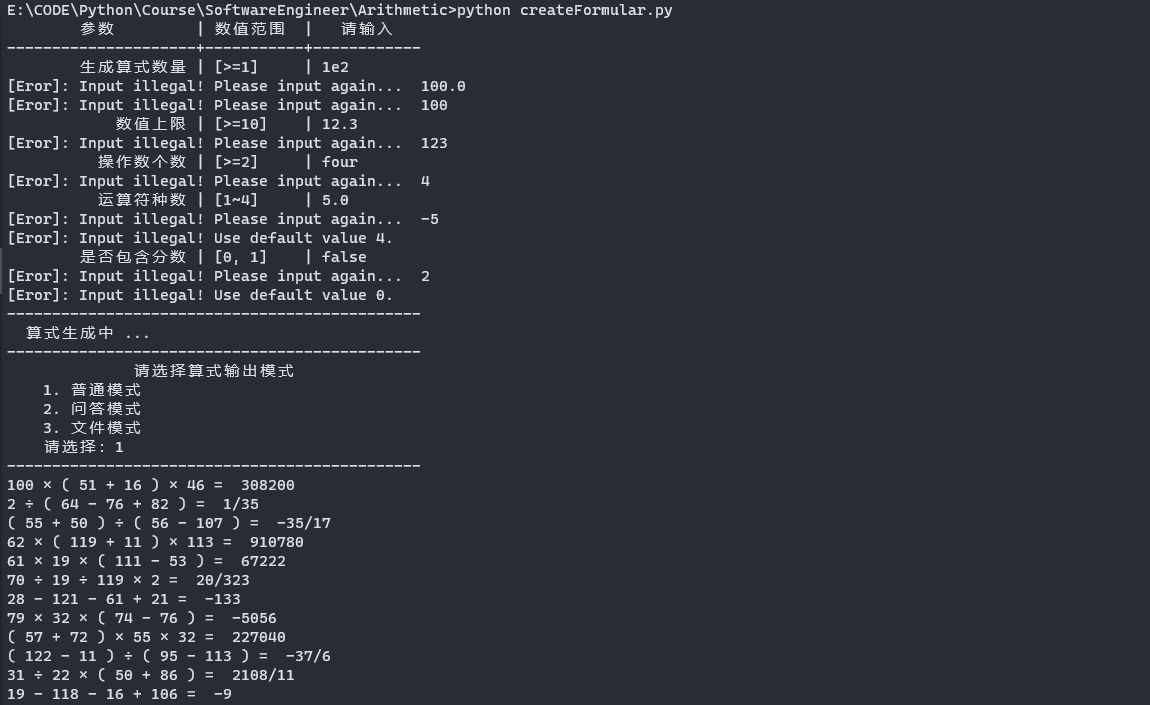 E:\CODE\Python\Course\SoftwareEngineer\Arithmetic>python createFormular.py
参数 | 数值范围 | 请输入
---------------------+-----------+------------
生成算式数量 | [>=1] | 1e2
[Eror]: Input illegal! Please input again... 100.0
[Eror]: Input illegal! Please input again... 100
数值上限 | [>=10] | 12.3
[Eror]: Input illegal! Please input again... 123
操作数个数 | [>=2] | four
[Eror]: Input illegal! Please input again... 4
运算符种数 | [1~4] | 5.0
[Eror]: Input illegal! Please input again... -5
[Eror]: Input illegal! Use default value 4.
是否包含分数 | [0, 1] | false
[Eror]: Input illegal! Please input again... 2
[Eror]: Input illegal! Use default value 0.
----------------------------------------------
算式生成中 ...
----------------------------------------------
请选择算式输出模式
1. 普通模式
2. 问答模式
3. 文件模式
请选择: 1
----------------------------------------------
100 × ( 51 + 16 ) × 46 = 308200
2 ÷ ( 64 - 76 + 82 ) = 1/35
( 55 + 50 ) ÷ ( 56 - 107 ) = -35/17
62 × ( 119 + 11 ) × 113 = 910780
61 × 19 × ( 111 - 53 ) = 67222
70 ÷ 19 ÷ 119 × 2 = 20/323
28 - 121 - 61 + 21 = -133
79 × 32 × ( 74 - 76 ) = -5056
( 57 + 72 ) × 55 × 32 = 227040
( 122 - 11 ) ÷ ( 95 - 113 ) = -37/6
31 ÷ 22 × ( 50 + 86 ) = 2108/11
19 - 118 - 16 + 106 = -9